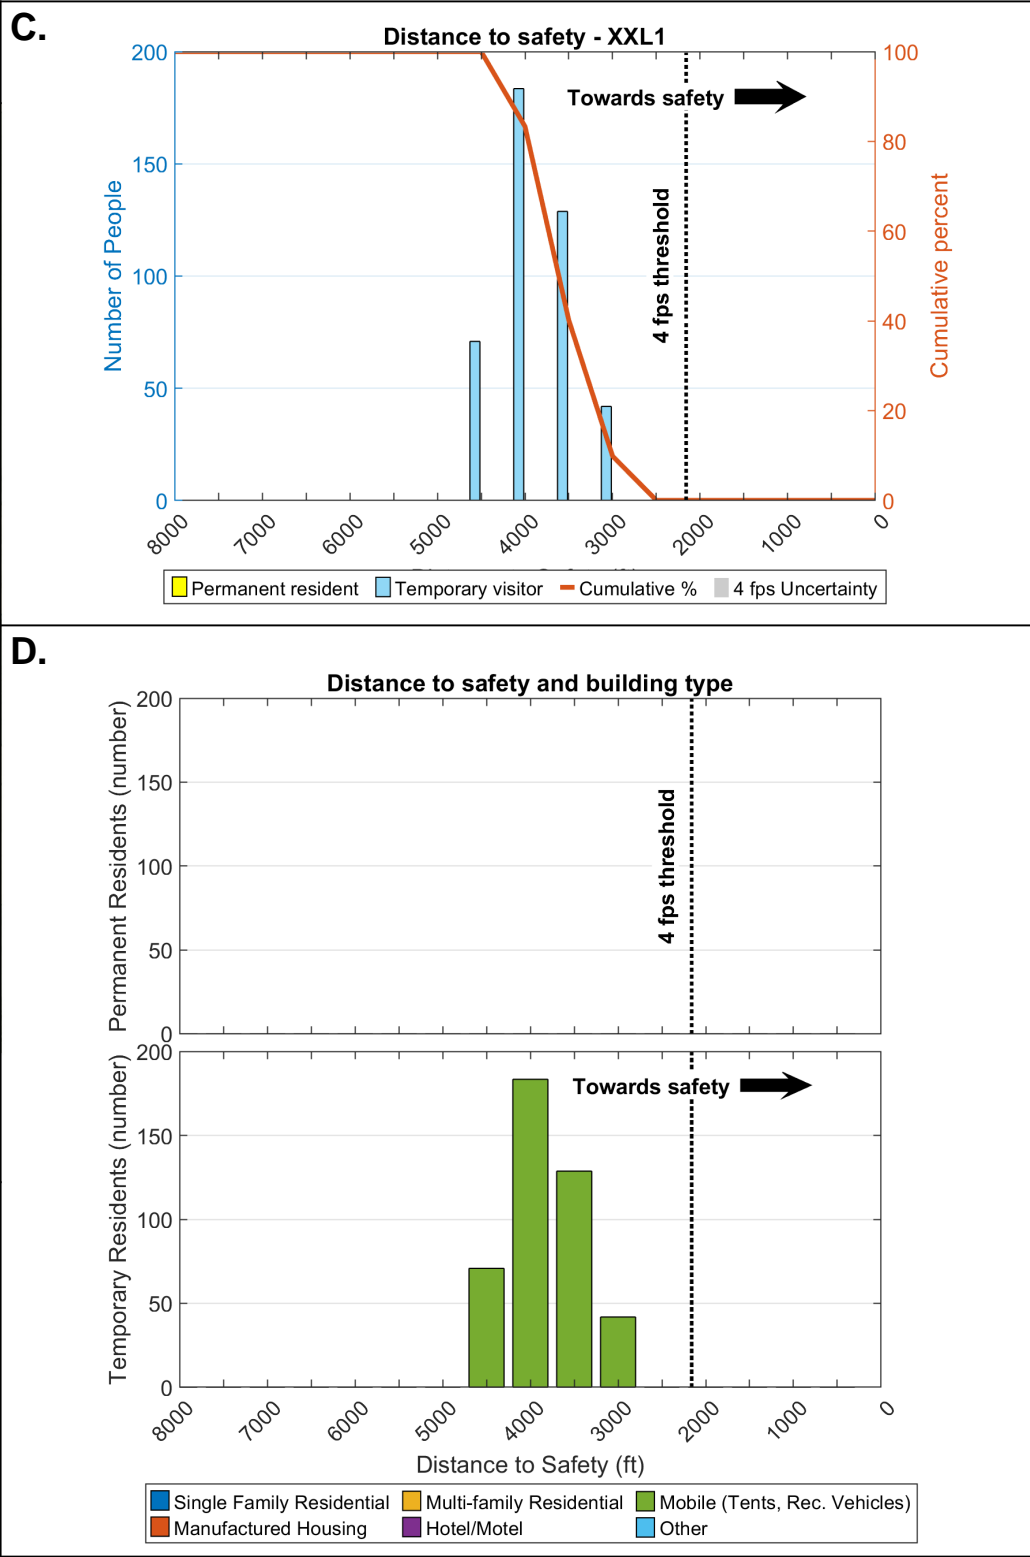 C.
Distance to safety - XXL1
200
150
100
50
0
Number of People
100
80
60
40
20
0
Cumulative percent
Towards safety
4 fps threshold
8000 7000 6000 5000 4000 3000 2000 1000 0
Permanent resident Temporary visitor Cumulative % 4 fps Uncertainty
D.
Distance to safety and building type
200
150
100
50
0
Permanent Residents (number)
4 fps threshold
200
150
100
50
0
Temporary Residents (number)
Towards safety
8000 7000 6000 5000 4000 3000 2000 1000 0
Distance to Safety (ft)
Single Family Residential Multi-family Residential Mobile (Tents, Rec. Vehicles)
Manufactured Housing Hotel/Motel Other